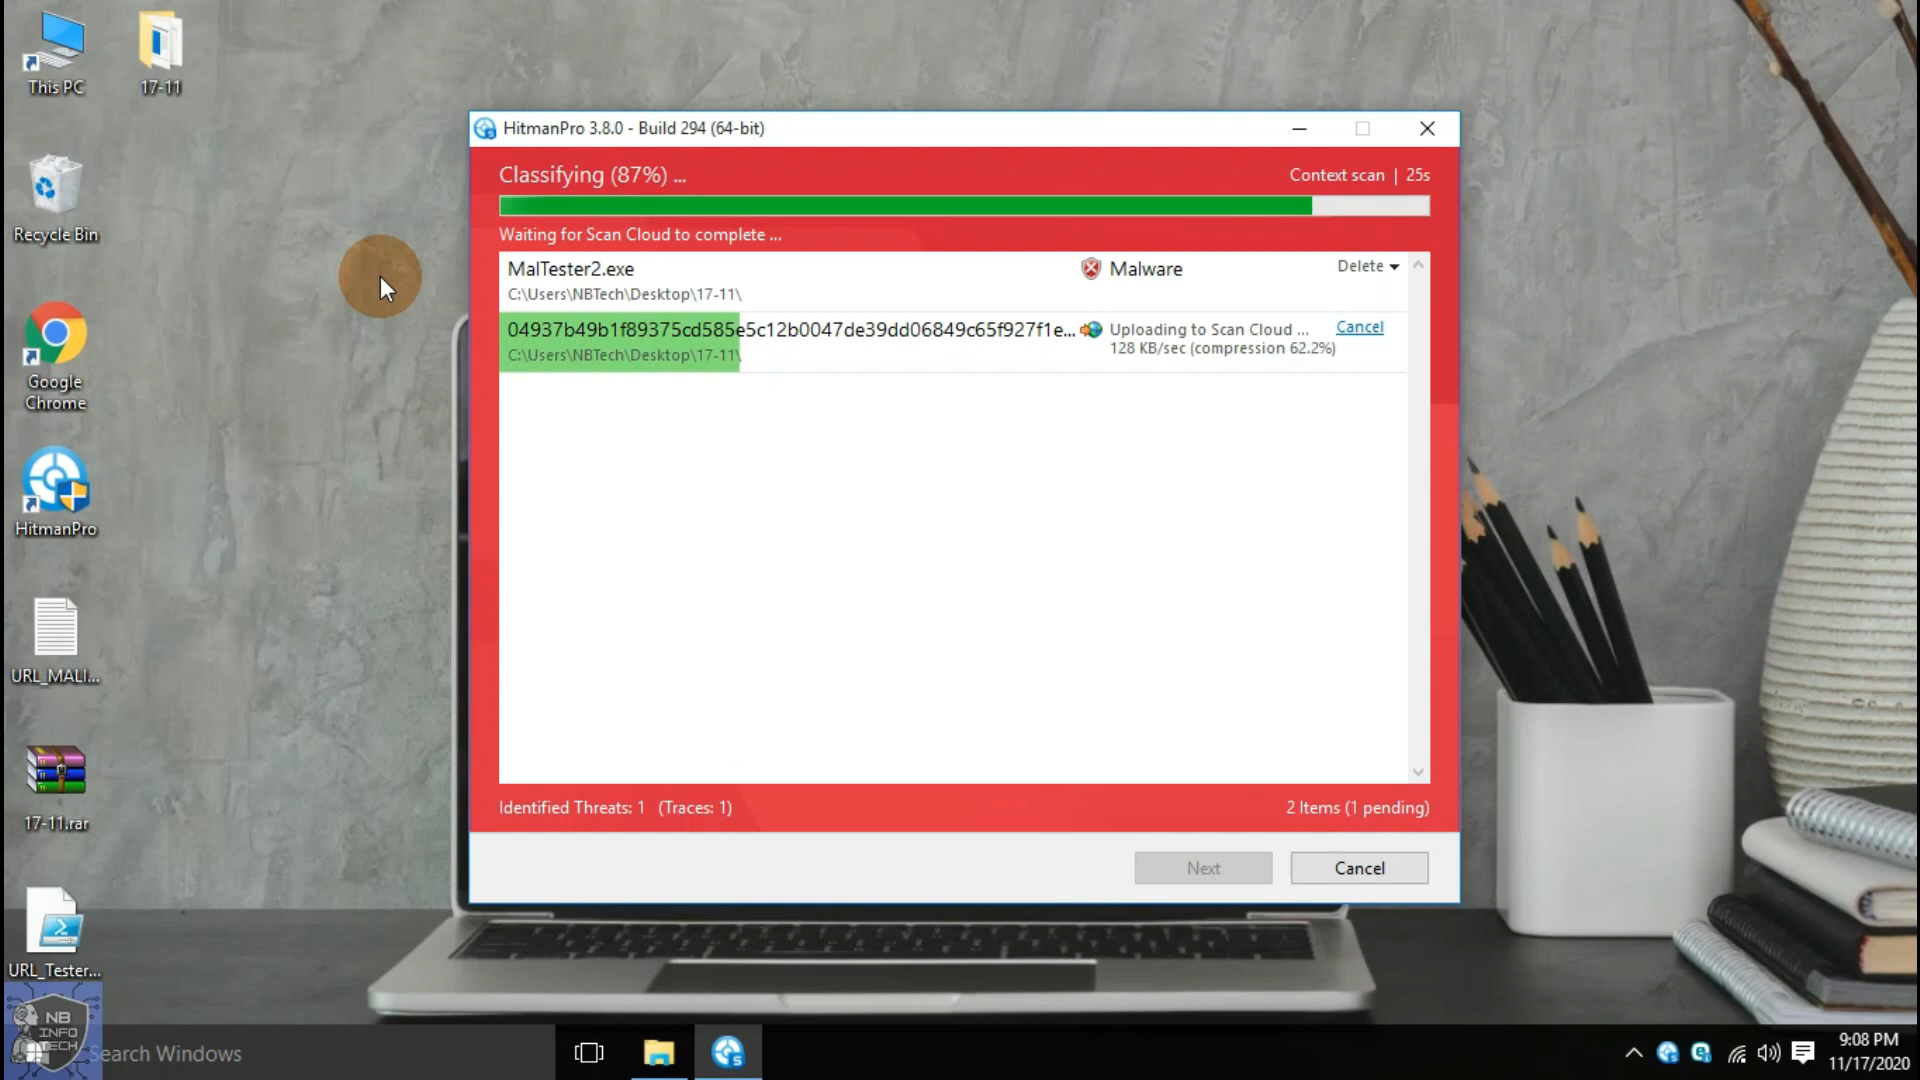 This PC
17-11
Recycle Bin
Google
Chrome
HitmanPro
URL_MALI...
17-11.rar
URL_Tester...
HitmanPro 3.8.0 - Build 294 (64-bit)
Classifying (87%) ...
Context scan | 25s
Waiting for Scan Cloud to complete ...
MalTester2.exe
Malware
Delete
C:\Users\NBTech\Desktop\17-11\
04937b49b1f89375cd585e5c12b0047de39dd06849c65f927f1e...
Uploading to Scan Cloud ...
Cancel
C:\Users\NBTech\Desktop\17-11\
128 KB/sec (compression 62.2%)
Identified Threats: 1 (Traces: 1)
2 Items (1 pending)
Next
Cancel
NB
INFO
TECH
Search Windows
9:08 PM
11/17/2020